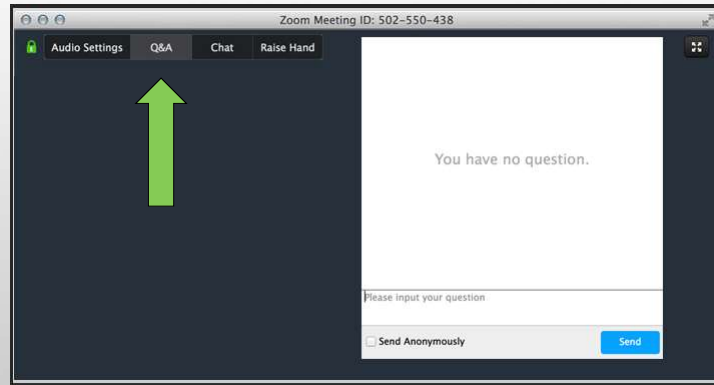 Zoom Meeting ID: 502-550-438
Audio Settings Q&A Chat Raise Hand
You have no question.
Please input your question
Send Anonymously Send